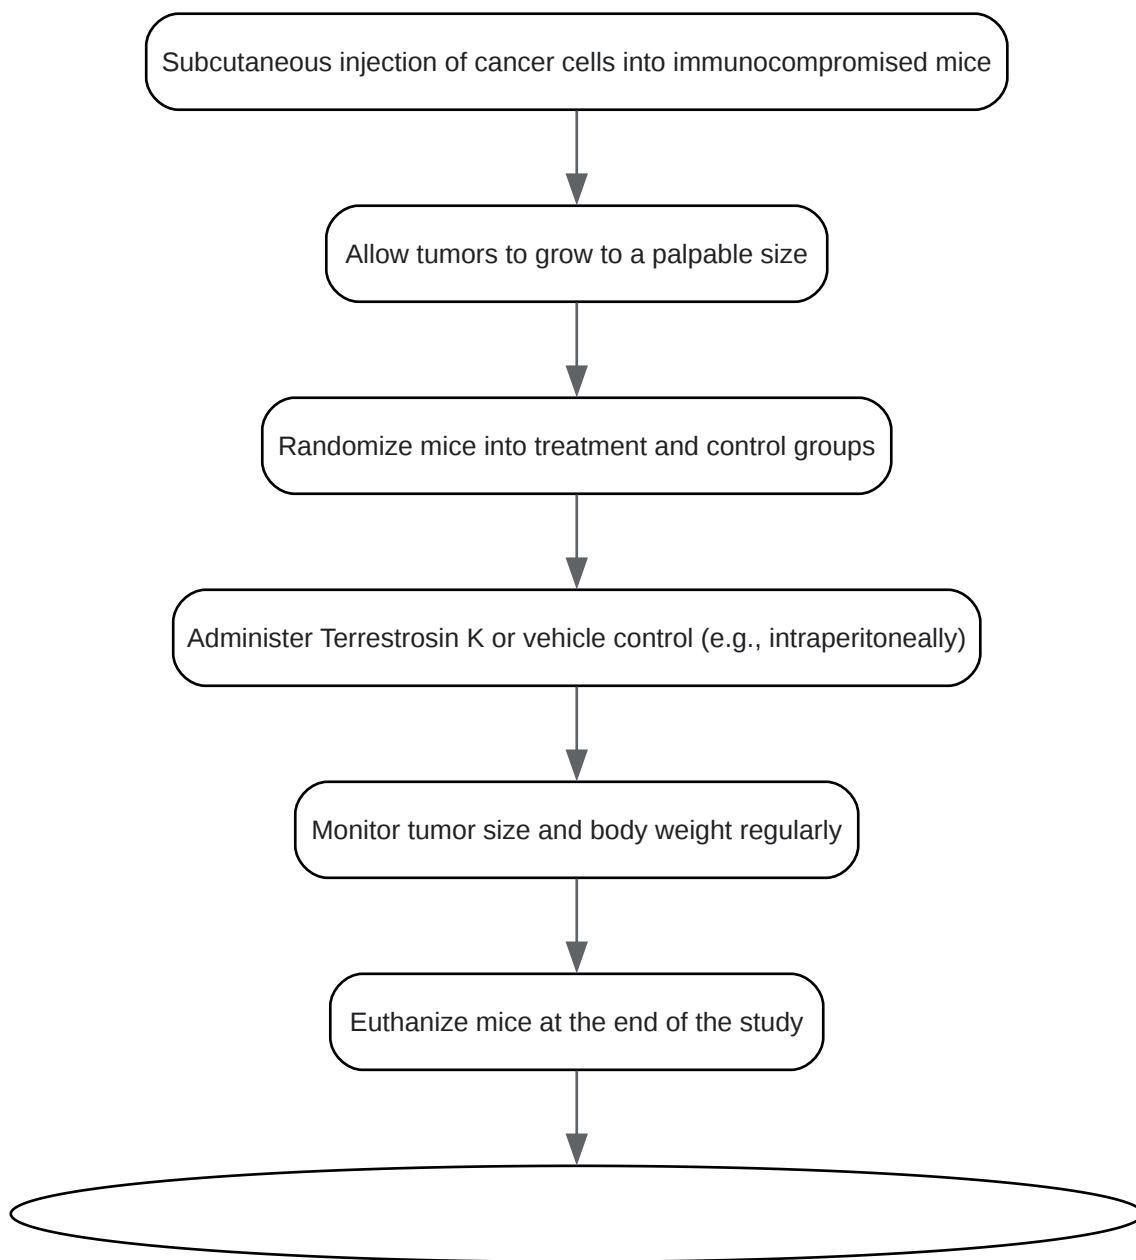 Subcutaneous injection of cancer cells into immunocompromised mice
Allow tumors to grow to a palpable size
Randomize mice into treatment and control groups
Administer Terrestrosin K or vehicle control (e.g., intraperitoneally)
Monitor tumor size and body weight regularly
Euthanize mice at the end of the study